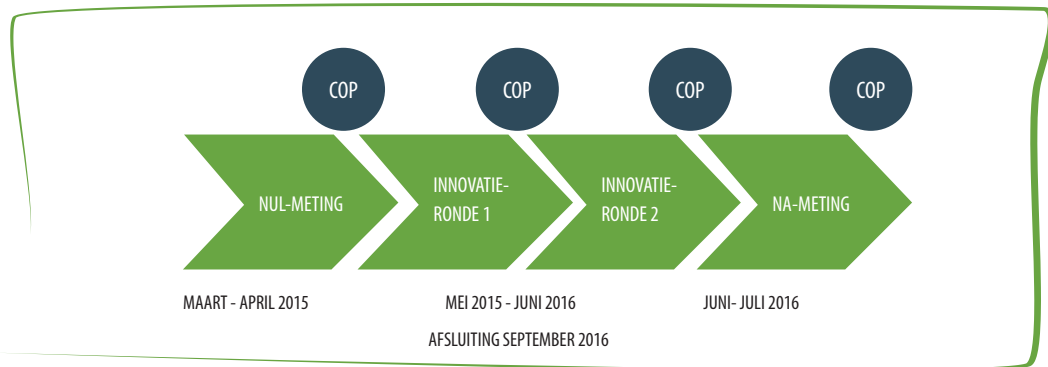 COP
COP
COP
COP
NUL-METING
INNOVATIE-
RONDE 1
INNOVATIE-
RONDE 2
NA-METING
MAART - APRIL 2015
MEI 2015 - JUNI 2016
JUNI- JULI 2016
AFSLUITING SEPTEMBER 2016